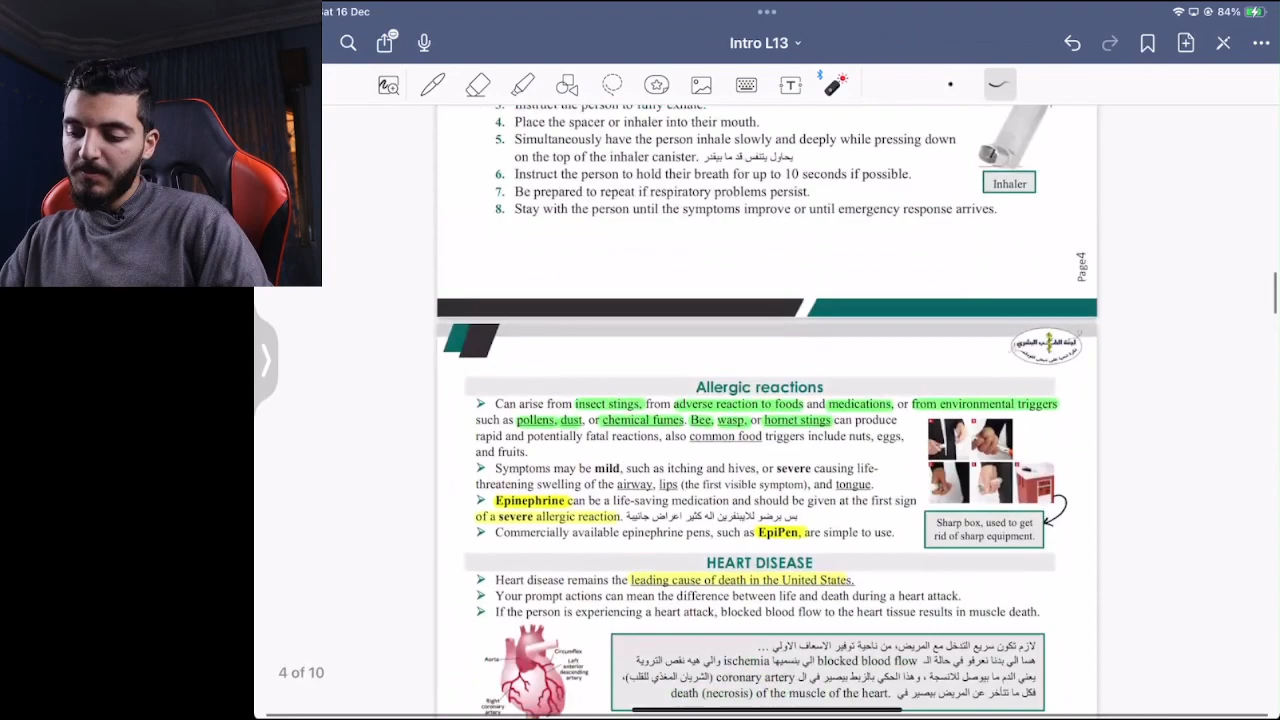 Sat 16 Dec
84%
Intro L13
3. Instruct the person to fully exhale.
4. Place the spacer or inhaler into their mouth.
5. Simultaneously have the person inhale slowly and deeply while pressing down
on the top of the inhaler canister. يحاول يتنفس قد ما بيقدر
6. Instruct the person to hold their breath for up to 10 seconds if possible.
7. Be prepared to repeat if respiratory problems persist.
8. Stay with the person until the symptoms improve or until emergency response arrives.
Inhaler
Page4
لجنة الطب البشري
Allergic reactions
➢ Can arise from insect stings, from adverse reaction to foods and medications, or from environmental triggers
such as pollens, dust, or chemical fumes. Bee, wasp, or hornet stings can produce
rapid and potentially fatal reactions, also common food triggers include nuts, eggs,
and fruits.
➢ Symptoms may be mild, such as itching and hives, or severe causing life-
threatening swelling of the airway, lips (the first visible symptom), and tongue.
➢ Epinephrine can be a life-saving medication and should be given at the first sign
of a severe allergic reaction. بس برضو للايبنفرين اله كثير اعراض جانبية
➢ Commercially available epinephrine pens, such as EpiPen, are simple to use.
Sharp box, used to get
rid of sharp equipment.
HEART DISEASE
➢ Heart disease remains the leading cause of death in the United States.
➢ Your prompt actions can mean the difference between life and death during a heart attack.
➢ If the person is experiencing a heart attack, blocked blood flow to the heart tissue results in muscle death.
Aorta
Circumflex
Left
anterior
descending
artery
Right
coronary
artery
لازم تكون سريع التدخل مع المريض، من ناحية توفير الاسعاف الاولي ...
هسا الي بدنا نعرفو في حالة الـ blocked blood flow الي بنسميها ischemia والي هيه نقص التروية
يعني الدم ما بيوصل للانسجة ، وهذا الحكي بالزبط بيصير في ال coronary artery (الشريان المغذي للقلب)،
فكل ما تتأخر عن المريض بيصير في death (necrosis) of the muscle of the heart.
4 of 10